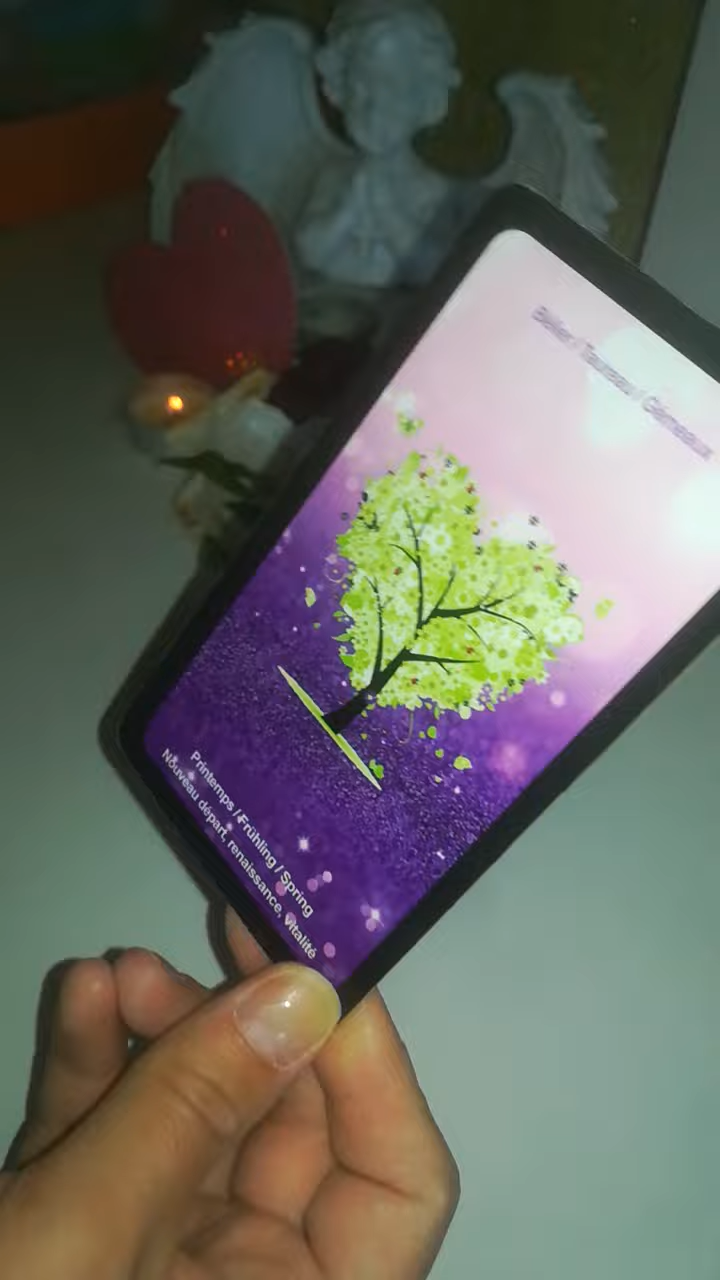 Bélier / Taureau / Gémeaux
Printemps / Frühling / Spring
Nouveau départ, renaissance, vitalité